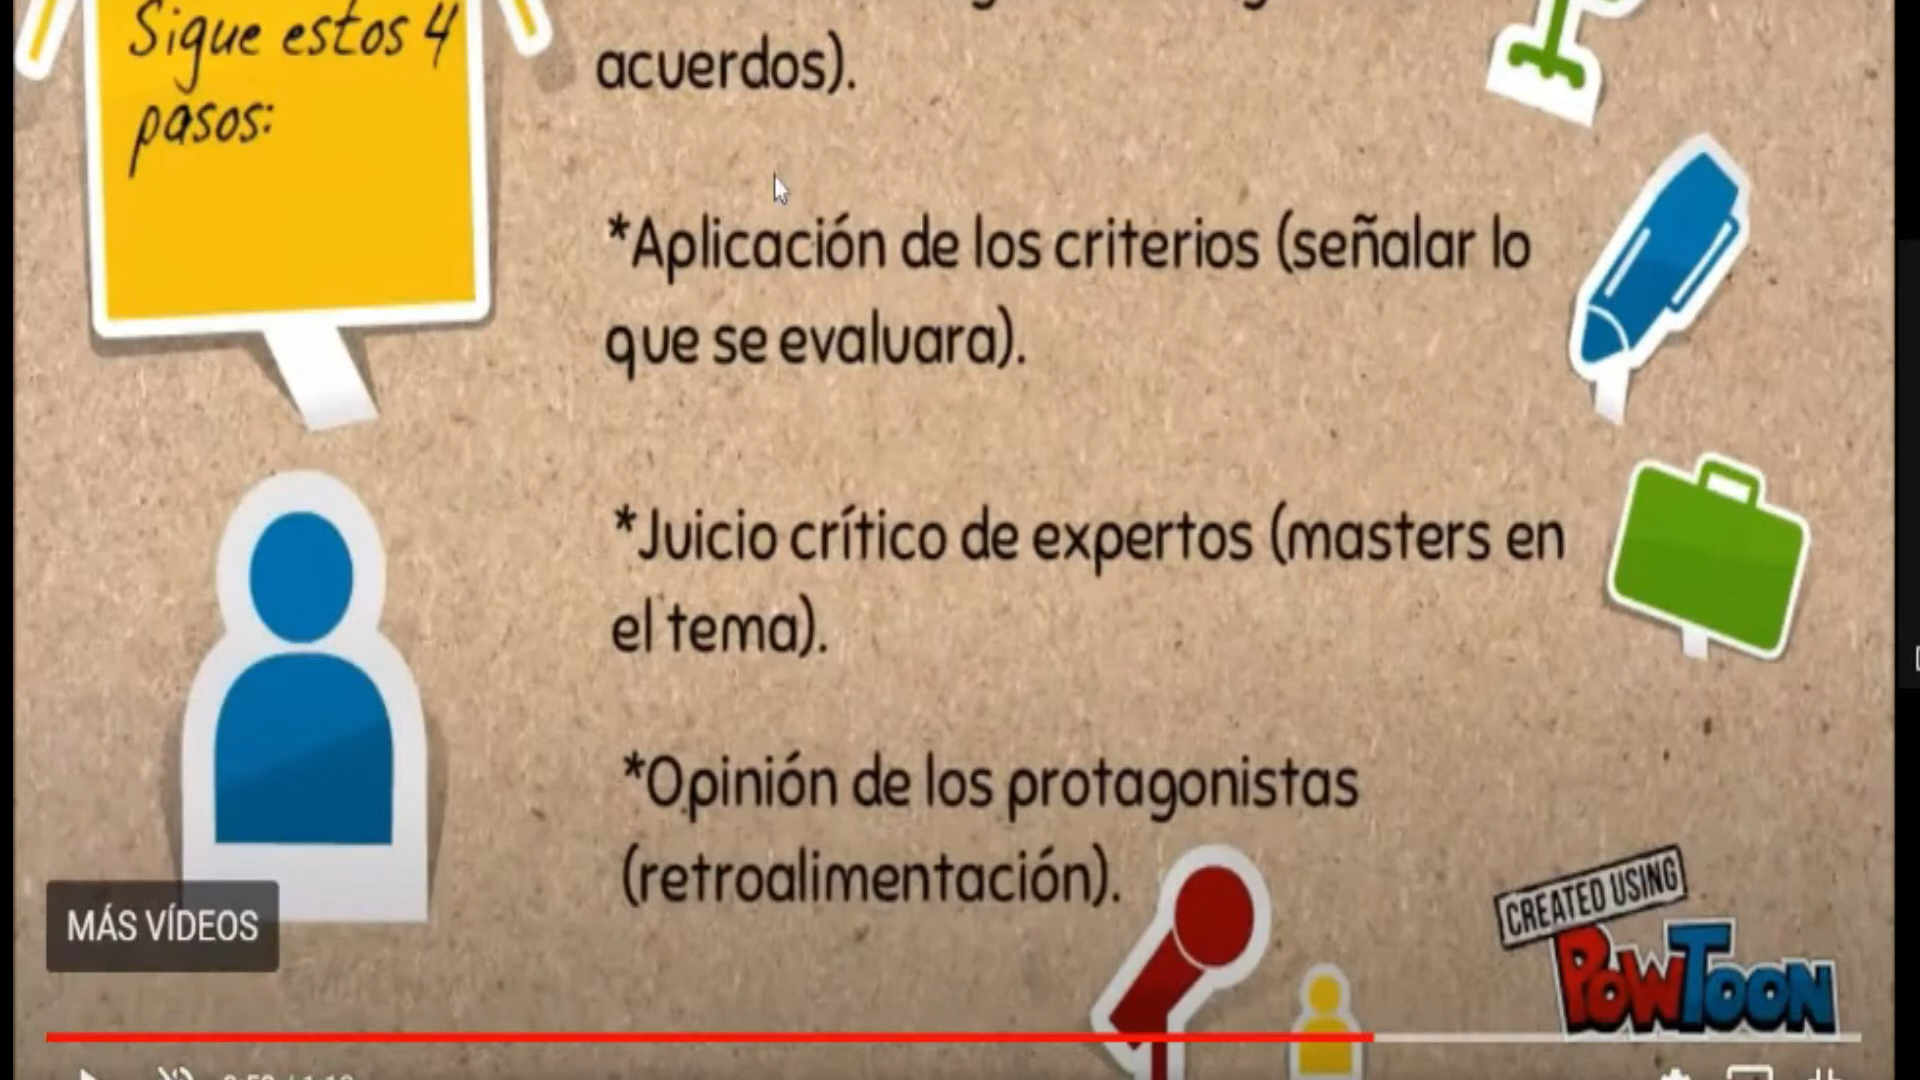 Sigue estos 4
pasos:
acuerdos).
*Aplicación de los criterios (señalar lo
que se evaluara).
*Juicio crítico de expertos (masters en
el tema).
*Opinión de los protagonistas
(retroalimentación).
MÁS VÍDEOS
CREATED USING
POWTOON